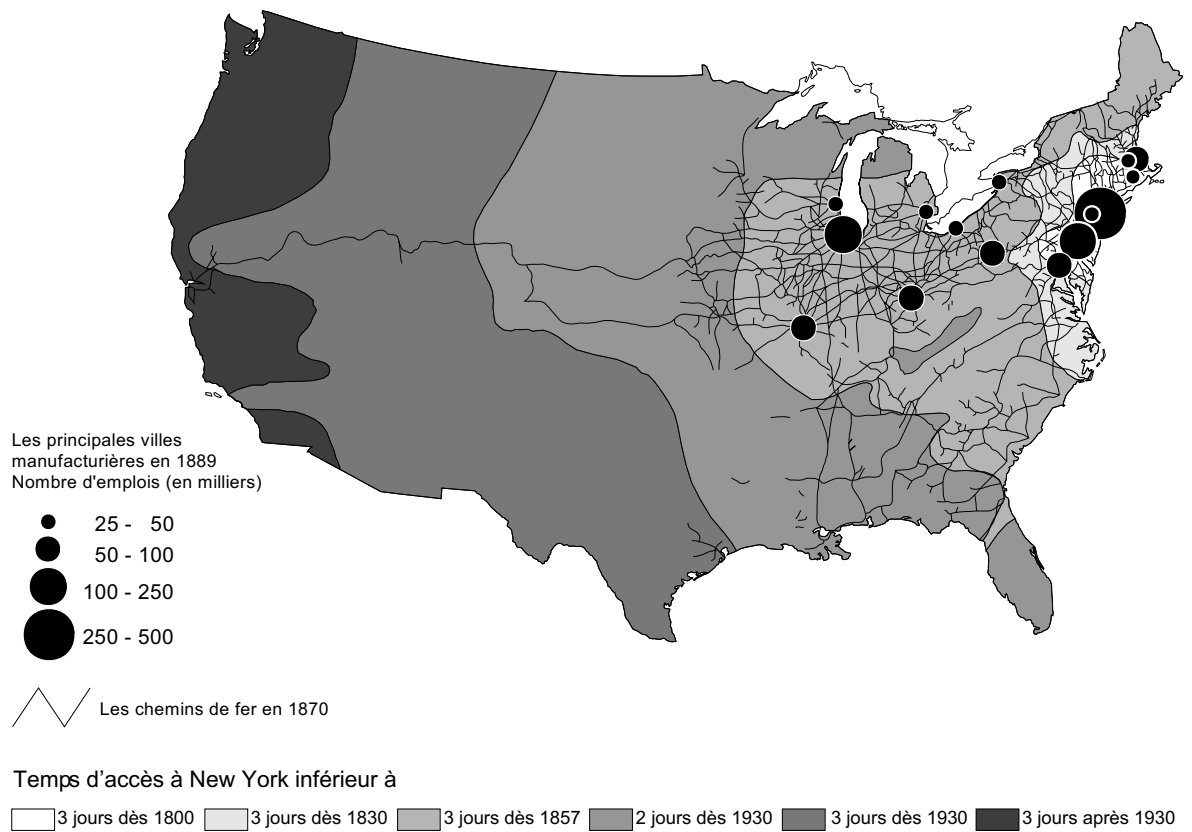 Les principales villes
manufacturières en 1889
Nombre d'emplois (en milliers)
25 - 50
50 - 100
100 - 250
250 - 500
Les chemins de fer en 1870
Temps d’accès à New York inférieur à
3 jours dès 1800 3 jours dès 1830 3 jours dès 1857 2 jours dès 1930 3 jours dès 1930 3 jours après 1930